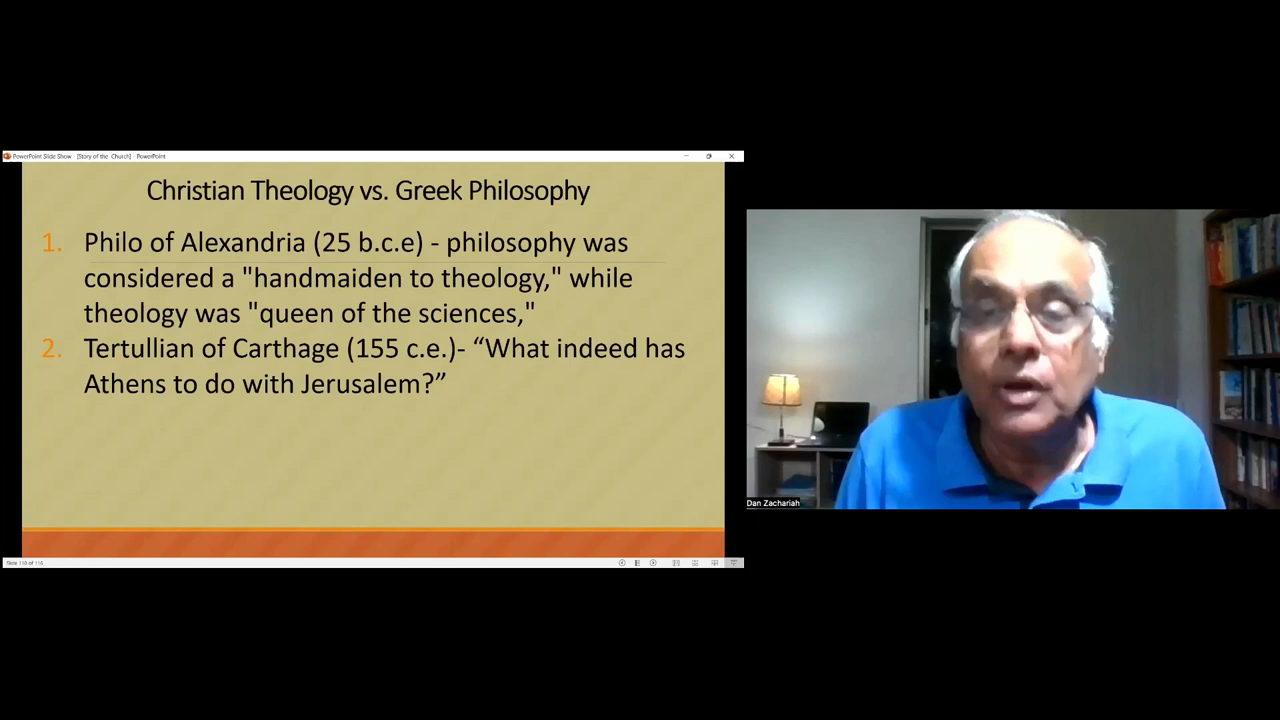 PowerPoint Slide Show - [Story of the Church] - PowerPoint
Christian Theology vs. Greek Philosophy
1. Philo of Alexandria (25 b.c.e) - philosophy was
considered a "handmaiden to theology," while
theology was "queen of the sciences,"
2. Tertullian of Carthage (155 c.e.)- “What indeed has
Athens to do with Jerusalem?”
Dan Zachariah